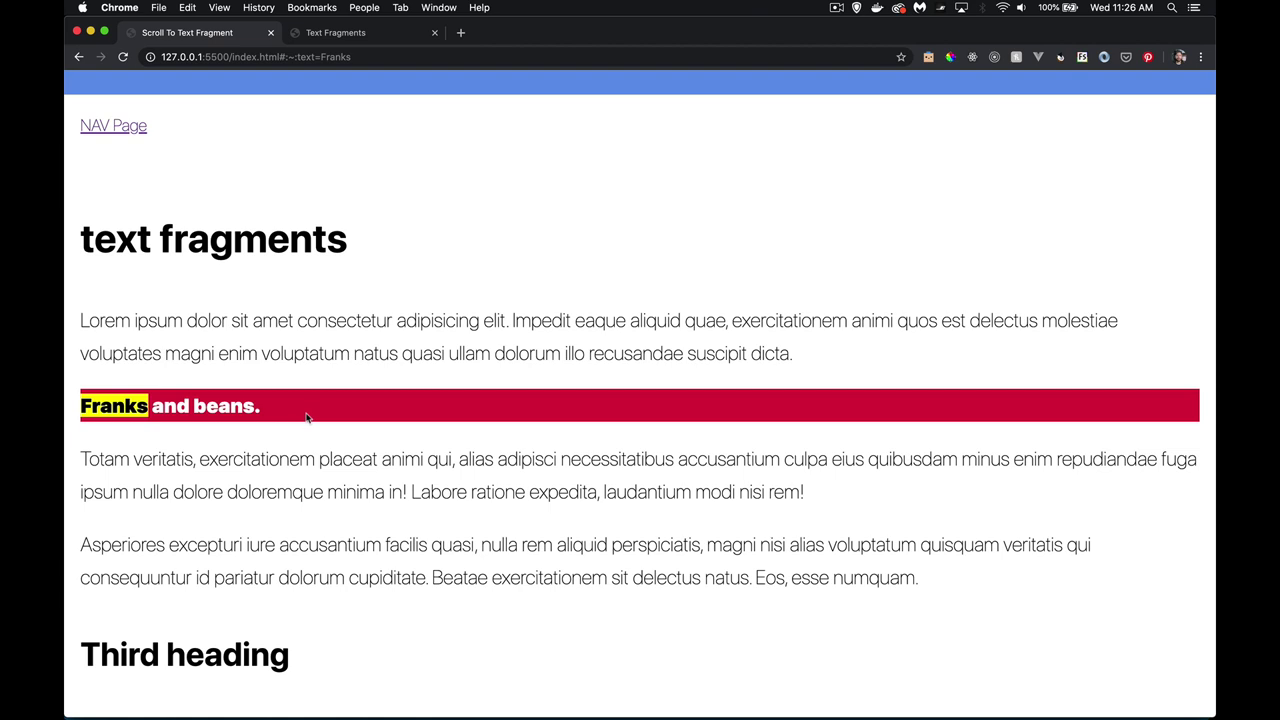 Chrome File Edit View History Bookmarks People Tab Window Help 100% Wed 11:26 AM
Scroll To Text Fragment Text Fragments
127.0.0.1:5500/index.html#:~:text=Franks
NAV Page
text fragments
Lorem ipsum dolor sit amet consectetur adipisicing elit. Impedit eaque aliquid quae, exercitationem animi quos est delectus molestiae
voluptates magni enim voluptatum natus quasi ullam dolorum illo recusandae suscipit dicta.
Franks and beans.
Totam veritatis, exercitationem placeat animi qui, alias adipisci necessitatibus accusantium culpa eius quibusdam minus enim repudiandae fuga
ipsum nulla dolore doloremque minima in! Labore ratione expedita, laudantium modi nisi rem!
Asperiores excepturi iure accusantium facilis quasi, nulla rem aliquid perspiciatis, magni nisi alias voluptatum quisquam veritatis qui
consequuntur id pariatur dolorum cupiditate. Beatae exercitationem sit delectus natus. Eos, esse numquam.
Third heading